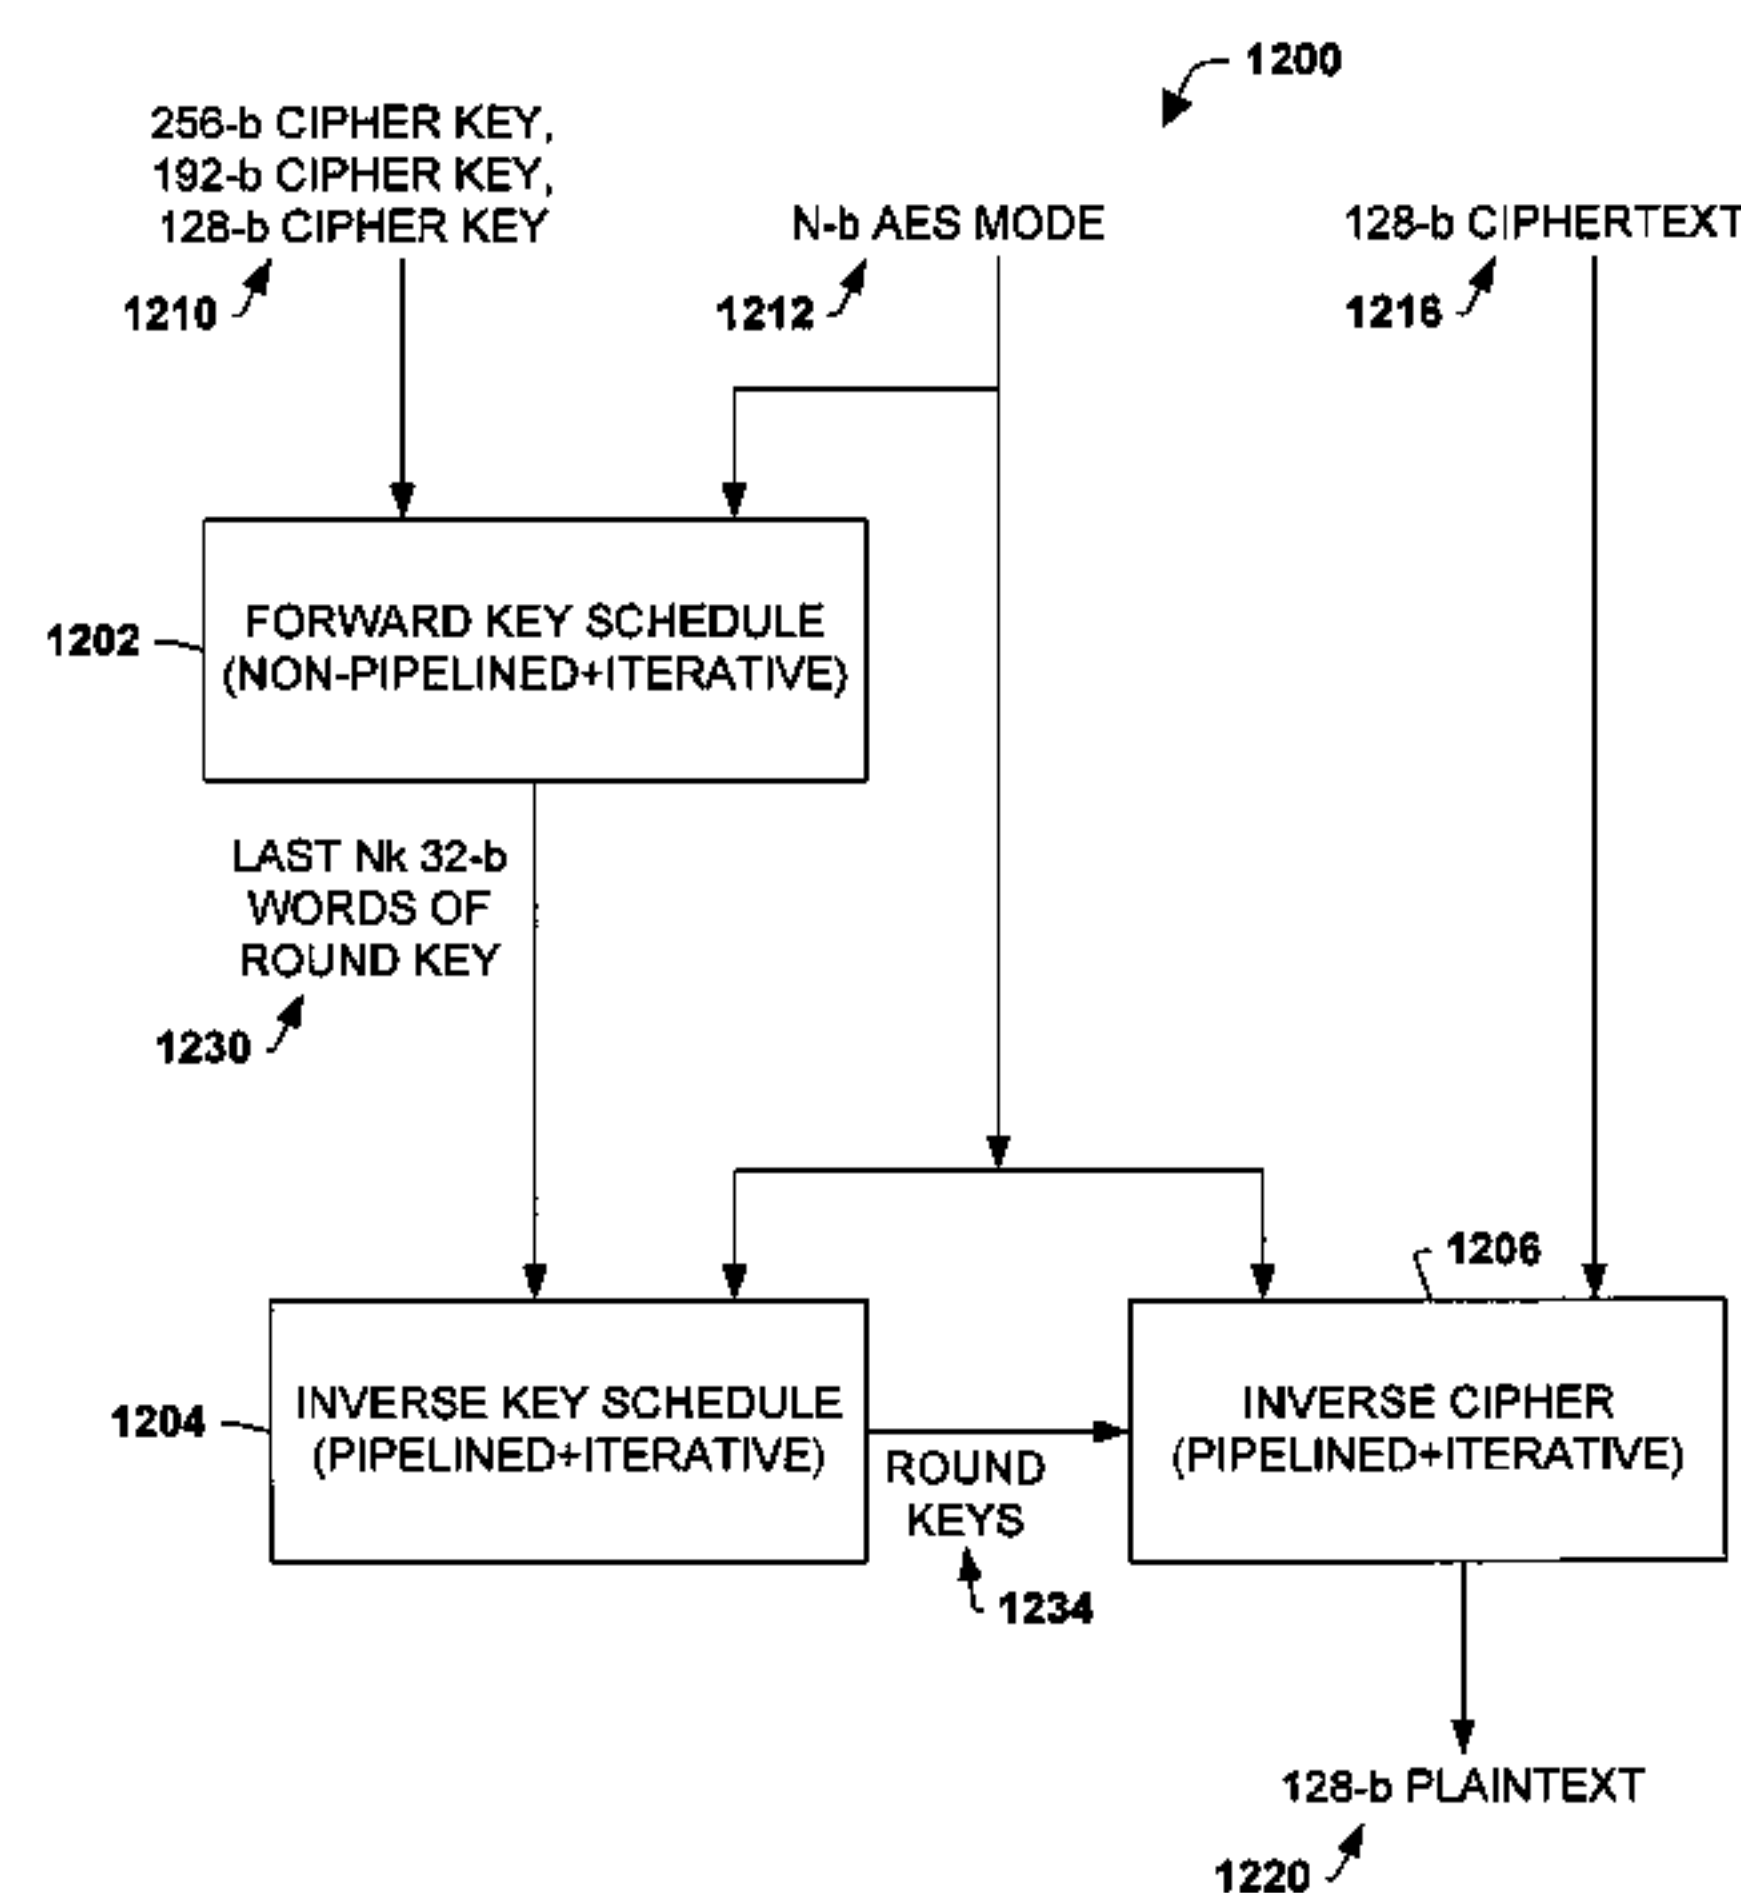 1200
256-b CIPHER KEY,
192-b CIPHER KEY,
128-b CIPHER KEY
1210
N-b AES MODE
1212
128-b CIPHERTEXT
1216
FORWARD KEY SCHEDULE
(NON-PIPELINED+ITERATIVE)
1202
LAST Nk 32-b
WORDS OF
ROUND KEY
1230
1206
INVERSE KEY SCHEDULE
(PIPELINED+ITERATIVE)
1204
ROUND
KEYS
1234
INVERSE CIPHER
(PIPELINED+ITERATIVE)
128-b PLAINTEXT
1220